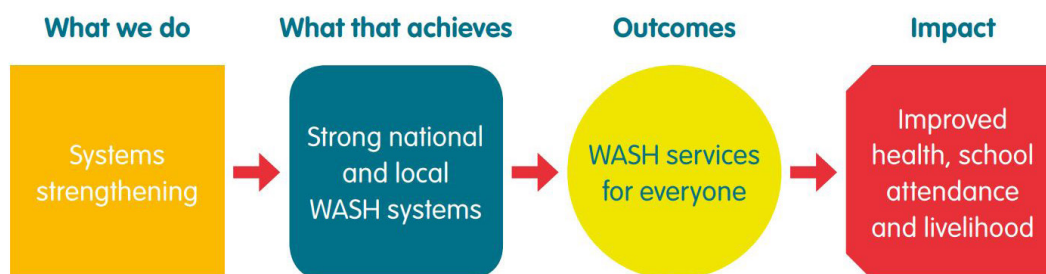 What we do
What that achieves
Outcomes
Impact
Systems
strengthening
Strong national
and local
WASH systems
WASH services
for everyone
Improved
health, school
attendance
and livelihood